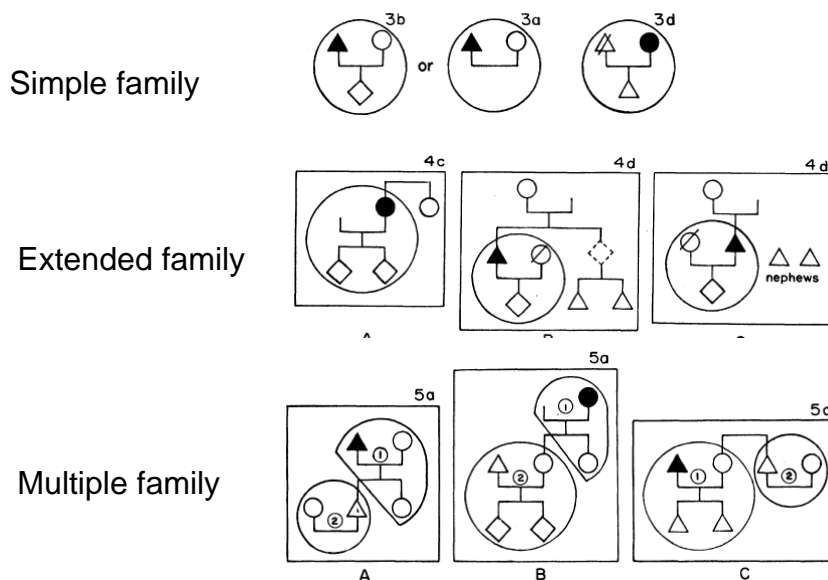 3b 3a 3d
or
Simple family
4c 4d 4d
Extended family
nephews
5a
5a
1
5
1 2 1 2
2
Multiple family
A B C